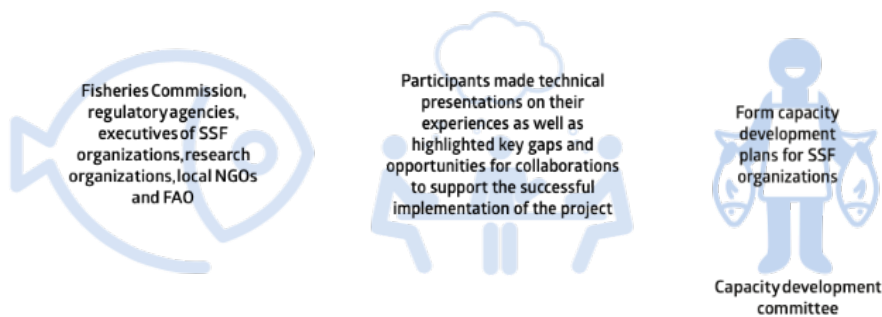 Fisheries Commission,
regulatory agencies,
executives of SSF
organizations, research
organizations, local NGOs
and FAO
Participants made technical
presentations on their
experiences as well as
highlighted key gaps and
opportunities for collaborations
to support the successful
implementation of the project
Form capacity
development
plans for SSF
organizations
Capacity development
committee